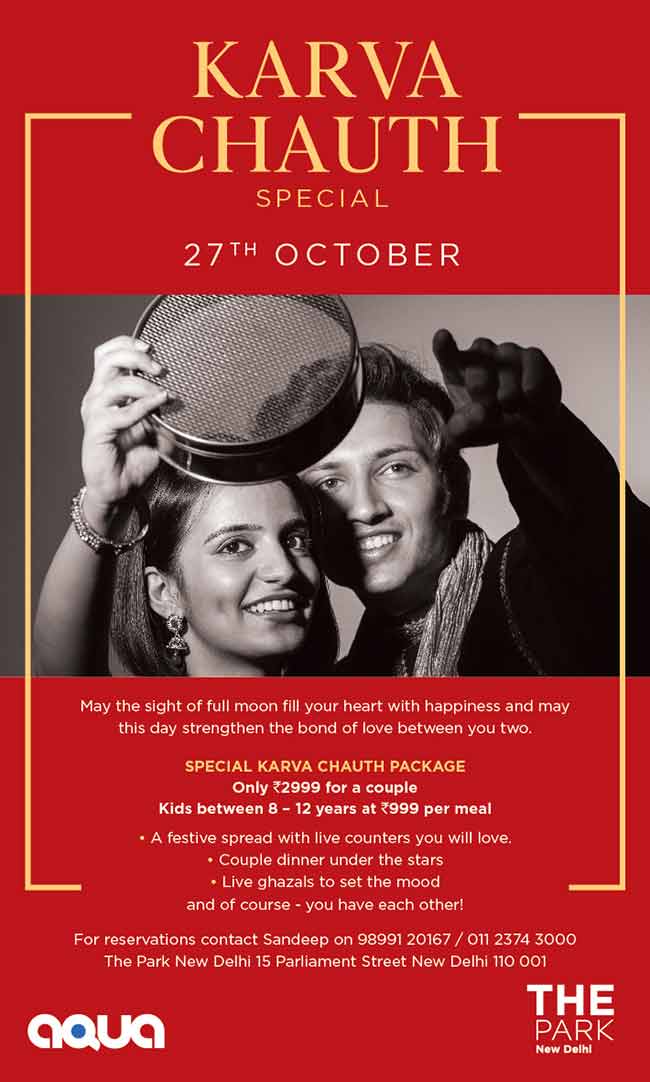 KARVA
CHAUTH
SPECIAL
27TH OCTOBER
May the sight of full moon fill your heart with happiness and may
this day strengthen the bond of love between you two.
SPECIAL KARVA CHAUTH PACKAGE
Only ₹2999 for a couple
Kids between 8 – 12 years at ₹999 per meal
• A festive spread with live counters you will love.
• Couple dinner under the stars
• Live ghazals to set the mood
and of course - you have each other!
For reservations contact Sandeep on 98991 20167 / 011 2374 3000
The Park New Delhi 15 Parliament Street New Delhi 110 001
aqua
THE
PARK
New Delhi